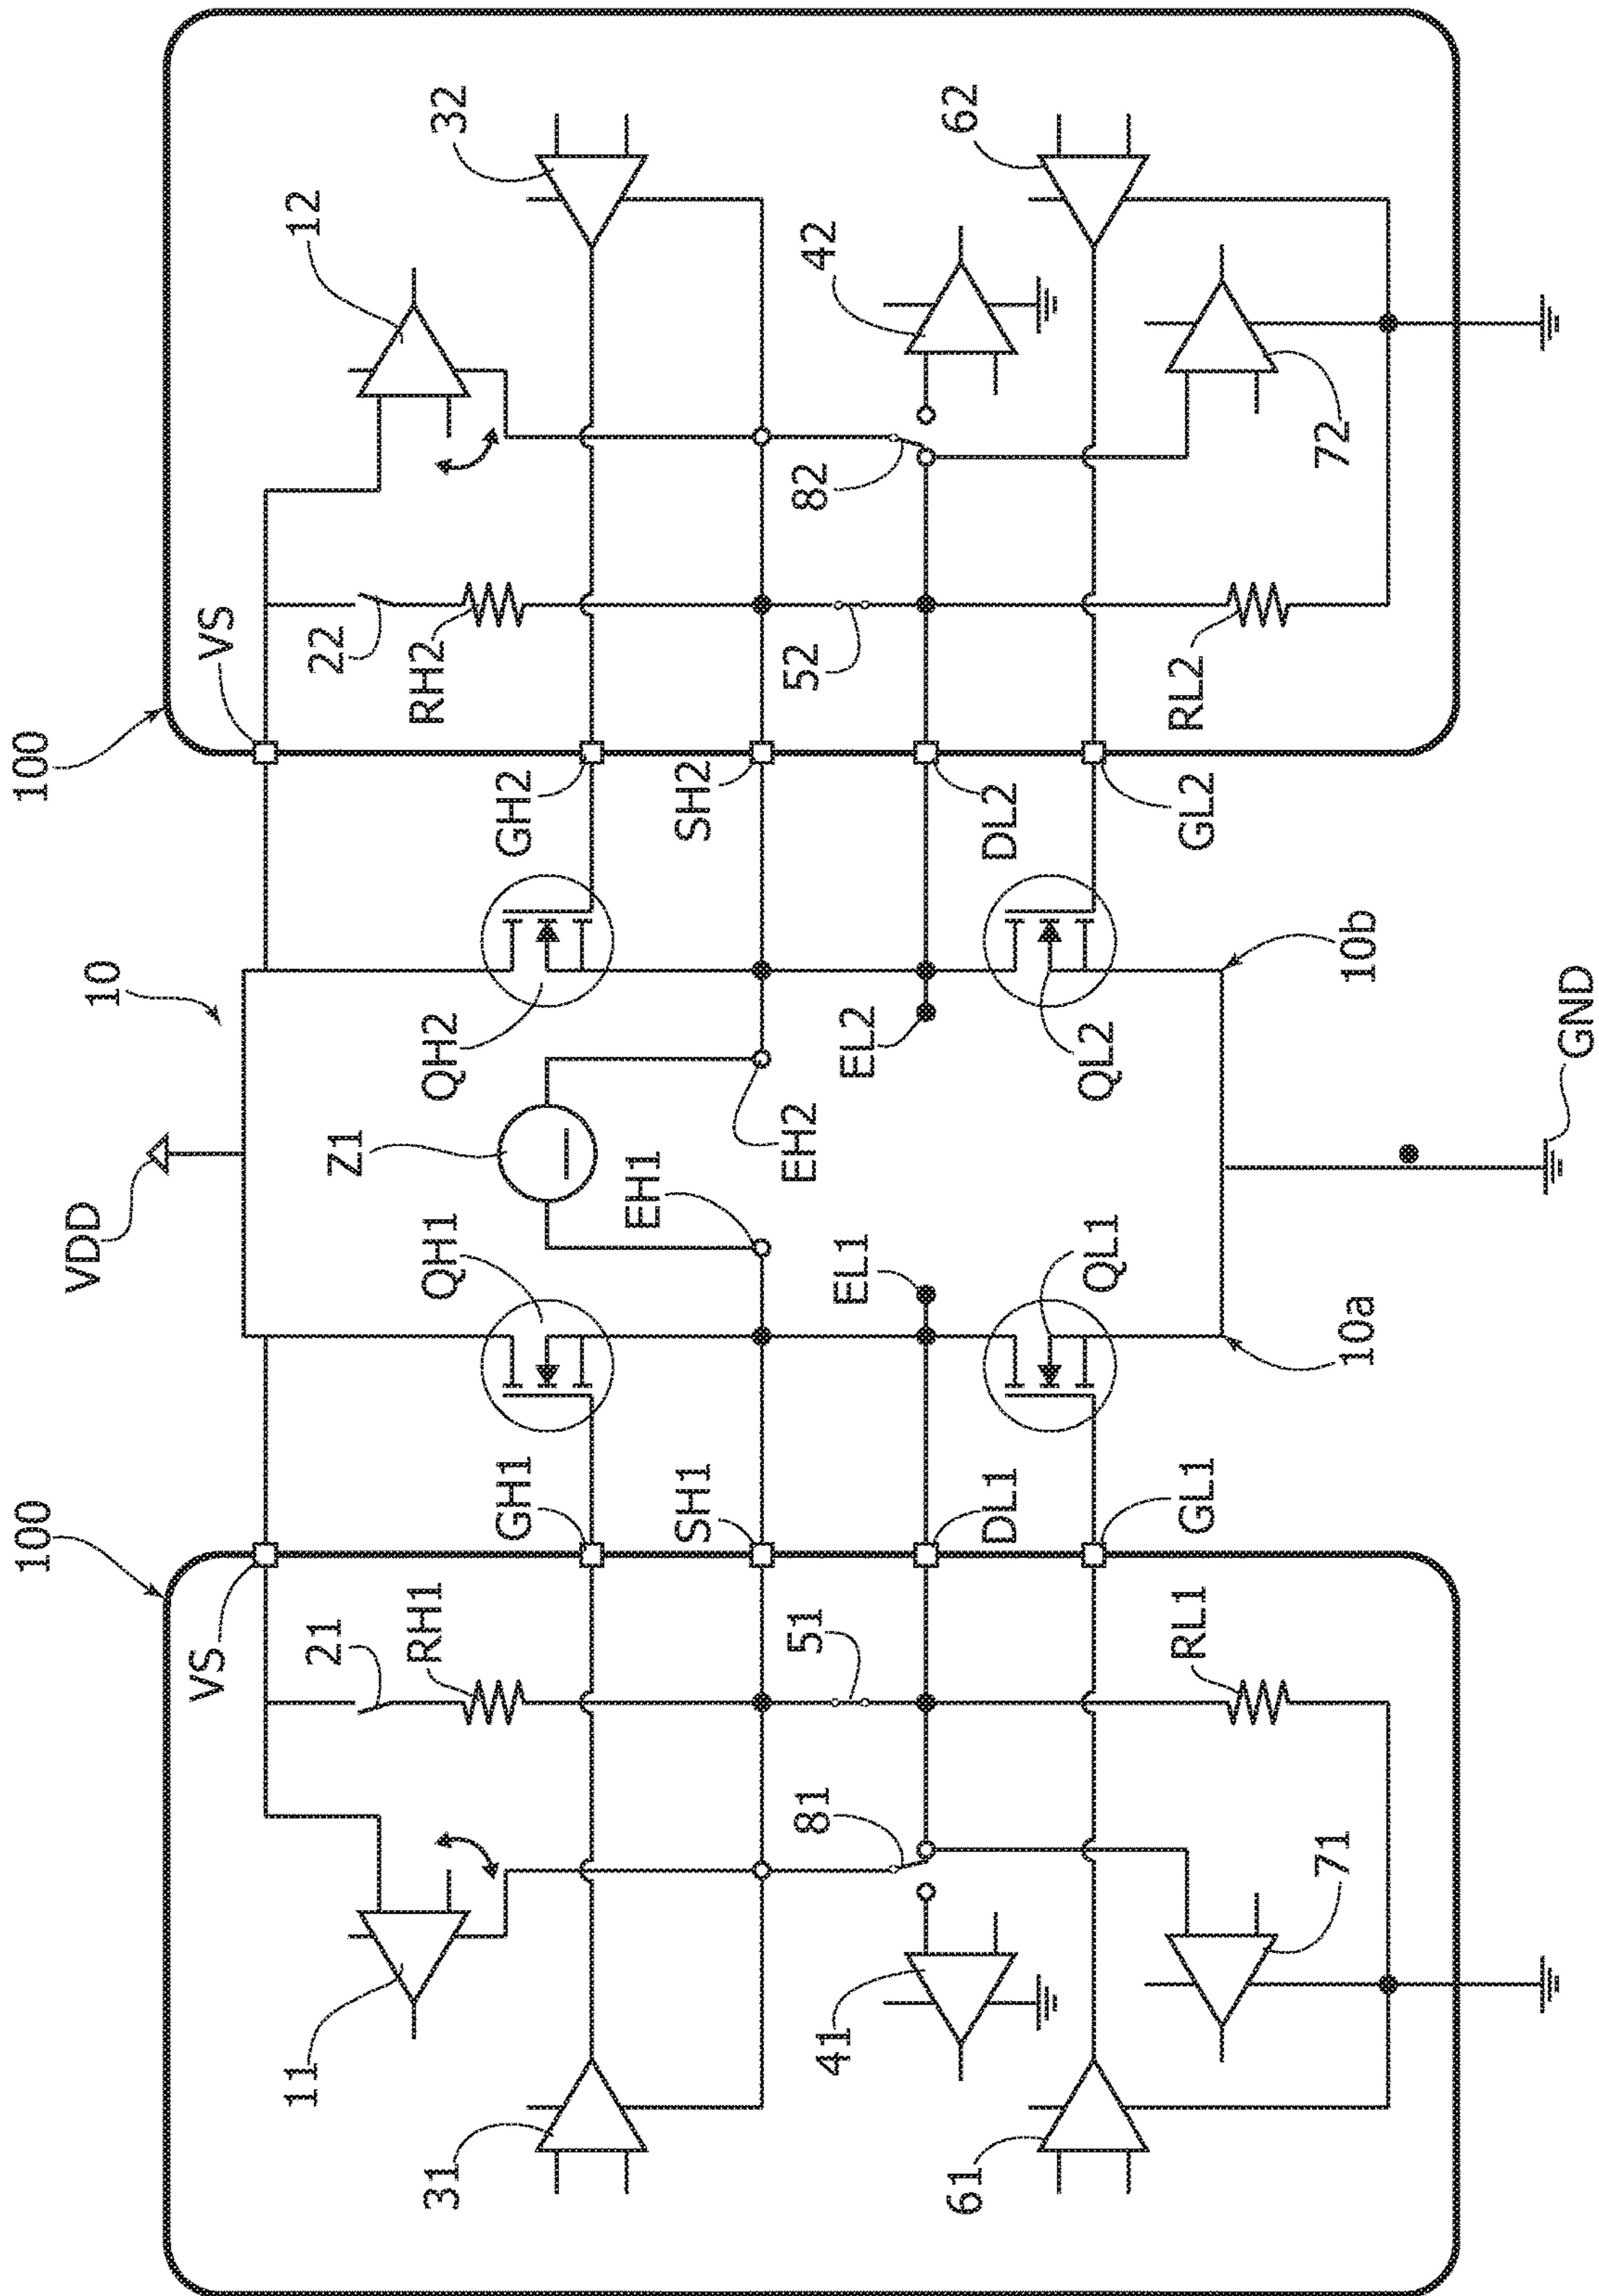 100
VDD
10
100
VS
VS
11
21
12
22
RH1
QH1
Z1
QH2
RH2
31
GH1
GH2
32
SH1
EH1
SH2
81
51
EH2
52
82
41
EL1
EL2
42
61
DL1
DL2
62
QL1
QL2
RL1
GL1
GL2
RL2
71
10a
10b
72
GND